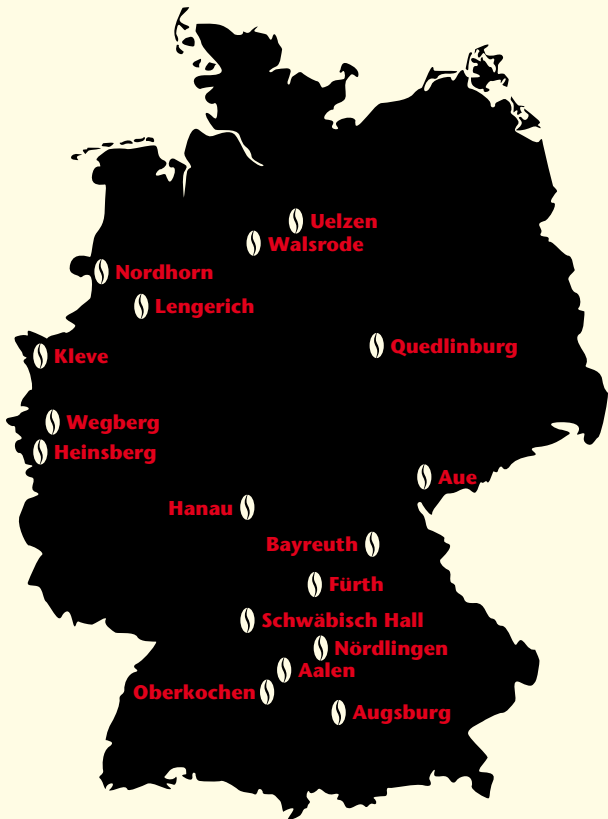 Uelzen
Walsrode
Nordhorn
Lengerich
Quedlinburg
Kleve
Wegberg
Heinsberg
Aue
Hanau
Bayreuth
Fürth
Schwäbisch Hall
Nördlingen
Aalen
Oberkochen
Augsburg